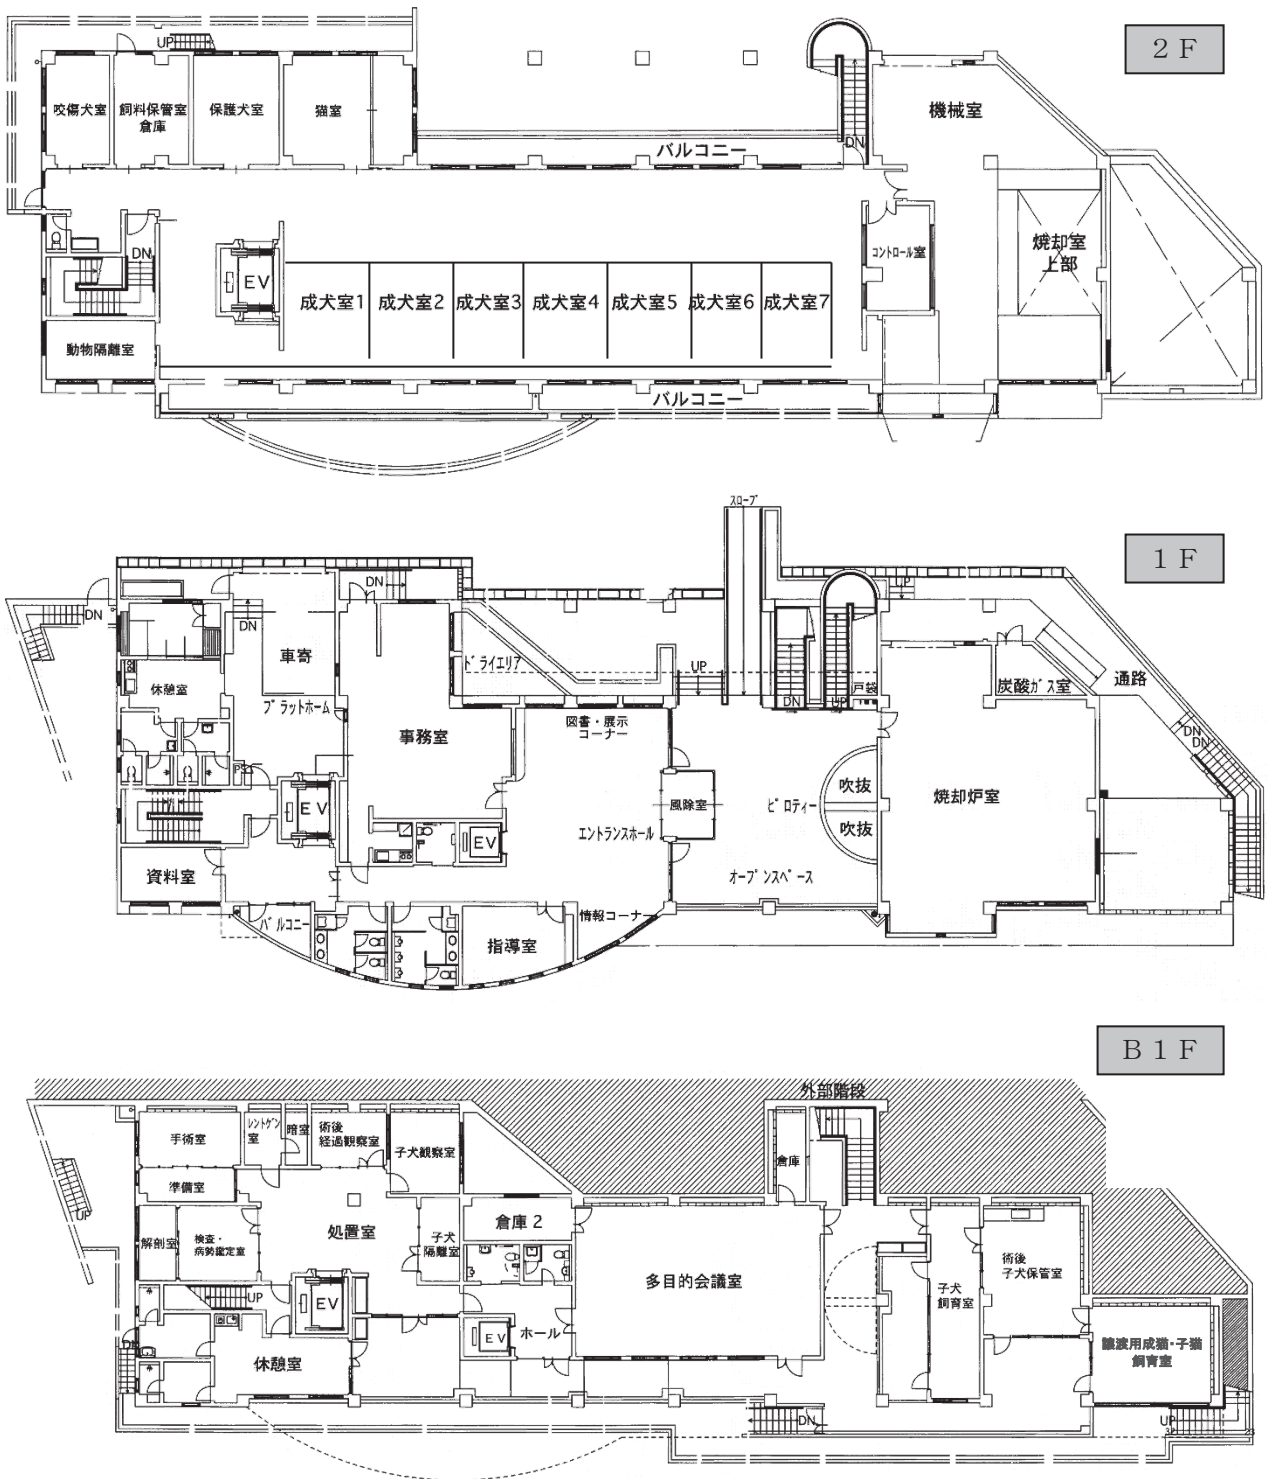 2F
UP
咬傷犬室
飼料保管室
倉庫
保護犬室
猫室
バルコニー
DN
機械室
DN
EV
成犬室1
成犬室2
成犬室3
成犬室4
成犬室5
成犬室6
成犬室7
コントロール室
焼却室
上部
動物隔離室
バルコニー
1F
スロープ
DN
DN
DN
UP
車寄
ドライエリア
UP
休憩室
プラットホーム
DN
UP
戸袋
炭酸ガス室
通路
DN
DN
図書・展示
コーナー
事務室
PS
EV
EV
風除室
エントランスホール
ピロティー
吹抜
吹抜
焼却炉室
資料室
オープンスペース
バルコニー
情報コーナー
指導室
B1F
外部階段
手術室
レントゲン
室
暗室
術後
経過観察室
子犬観察室
倉庫
準備室
UP
解剖室
検査・
病勢鑑定室
処置室
子犬
隔離室
倉庫2
多目的会議室
術後
子犬保管室
子犬
飼育室
UP
EV
EV
ホール
DN
休憩室
譲渡用成猫・子猫
飼育室
DN
UP